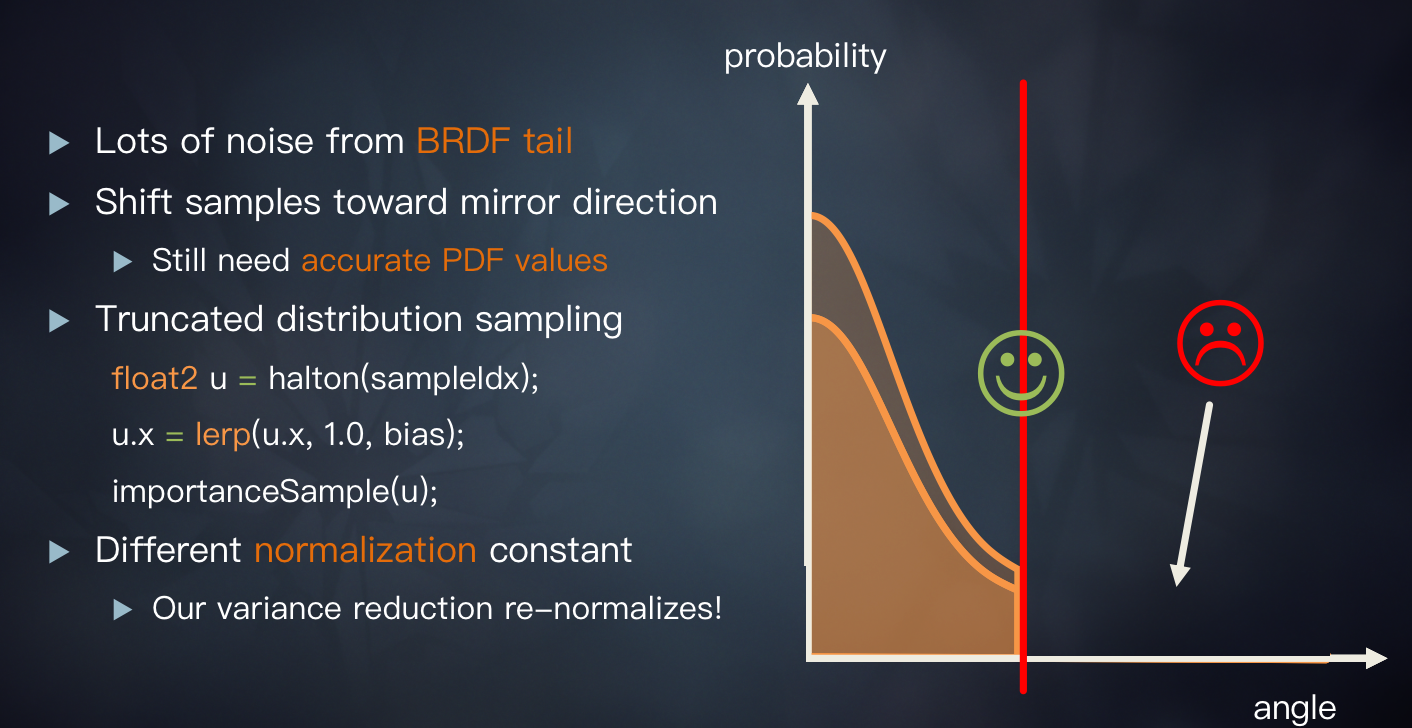 probability
Lots of noise from BRDF tail
Shift samples toward mirror direction
Still need accurate PDF values
Truncated distribution sampling
float2 u = halton(sampleIdx);
u.x = lerp(u.x, 1.0, bias);
importanceSample(u);
Different normalization constant
Our variance reduction re–normalizes!
angle